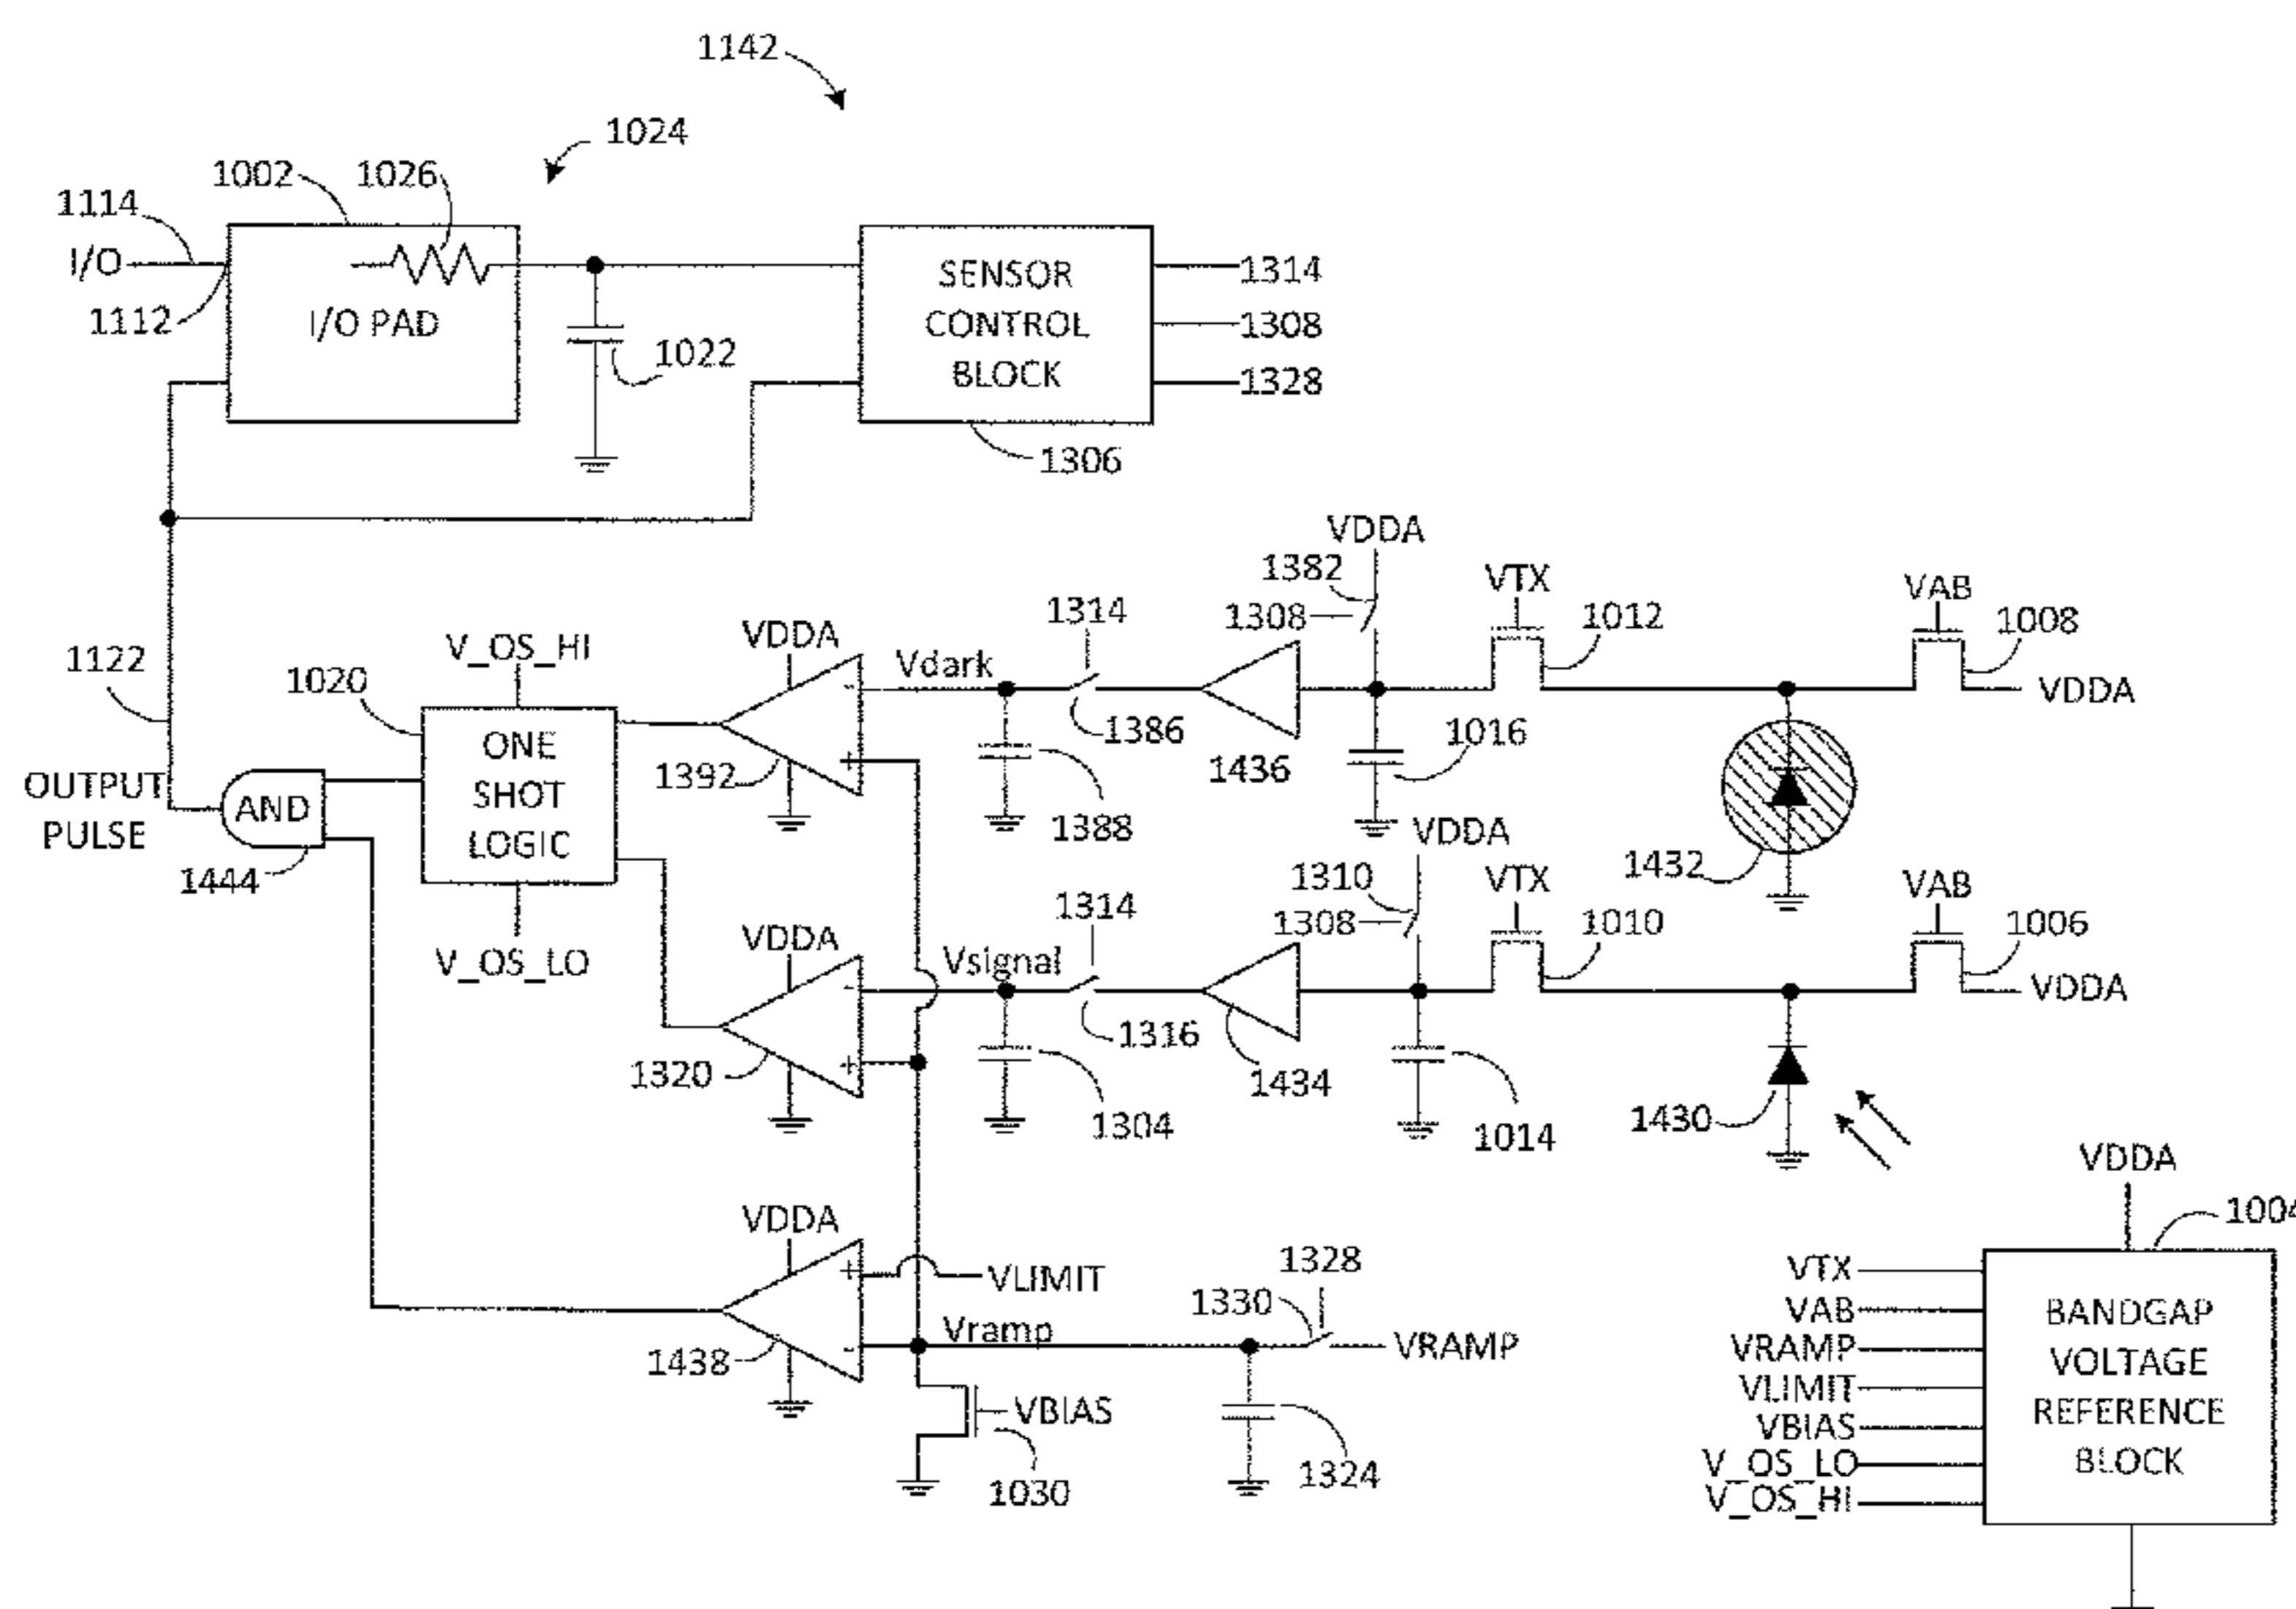 1142
1024
1002
1026
1114
I/O
1112
I/O PAD
1022
SENSOR
CONTROL
BLOCK
1314
1308
1328
1306
VDDA
1382
1308
VTX
1012
VAB
1008
VDDA
1314
Vdark
1386
1436
1016
1432
1122
V_OS_HI
1020
VDDA
ONE
SHOT
LOGIC
1392
-
+
1388
OUTPUT
PULSE
AND
1444
V_OS_LO
VDDA
1310
1308
VTX
1010
VAB
1006
VDDA
1314
VDDA
Vsignal
1316
1434
1014
1430
-
+
1320
1304
VDDA
+
VLIMIT
Vramp
-
1438
1328
1330
VRAMP
VBIAS
1030
1324
VDDA
1004
VTX
VAB
VRAMP
VLIMIT
VBIAS
V_OS_LO
V_OS_HI
BANDGAP
VOLTAGE
REFERENCE
BLOCK